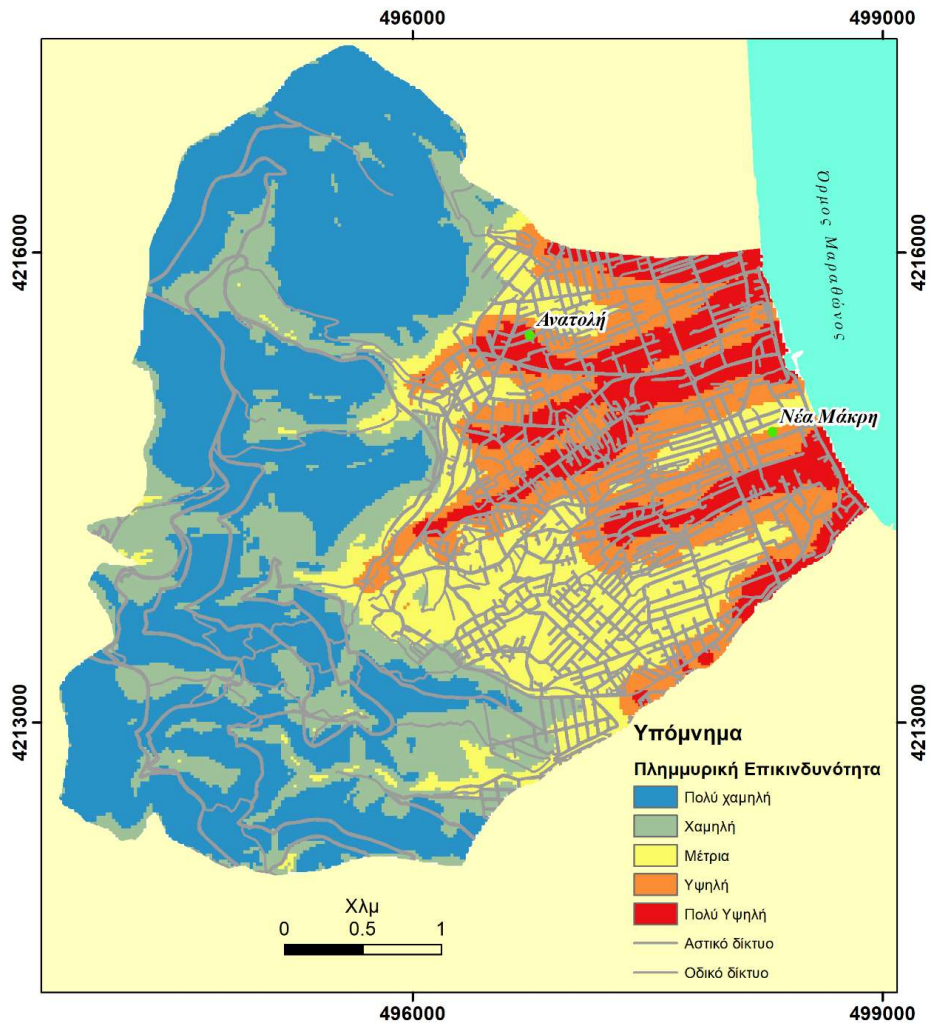 496000
499000
4216000
4216000
Όρμος Μαραθώνος
Ανατολή
Νέα Μάκρη
4213000
4213000
Υπόμνημα
Πλημμυρική Επικινδυνότητα
Πολύ χαμηλή
Χαμηλή
Μέτρια
Υψηλή
Πολύ Υψηλή
Αστικό δίκτυο
Οδικό δίκτυο
Χλμ
0 0.5 1
496000
499000